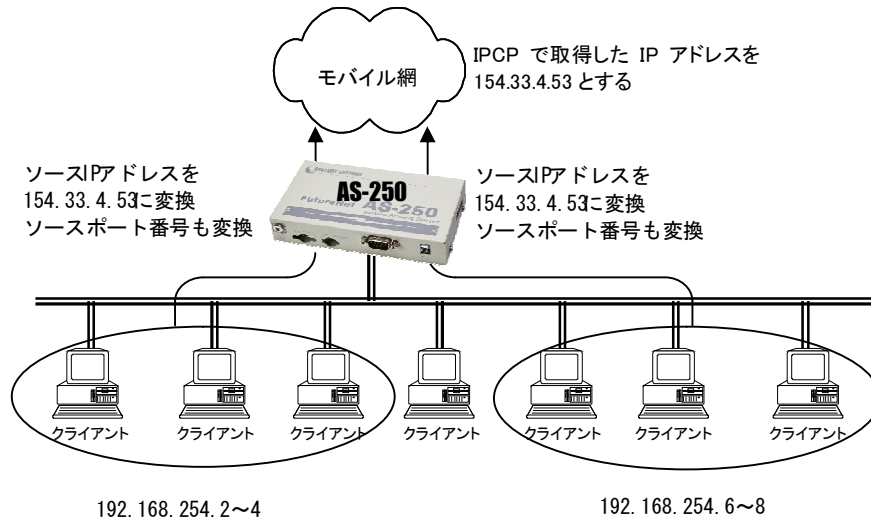 モバイル網
IPCP で取得した IP アドレスを
154.33.4.53 とする
ソースIPアドレスを
154.33.4.53に変換
ソースポート番号も変換
AS-250
FutureNet AS-250
ソースIPアドレスを
154.33.4.53に変換
ソースポート番号も変換
クライアント
クライアント
クライアント
クライアント
クライアント
クライアント
クライアント
192.168.254.2～4
192.168.254.6～8